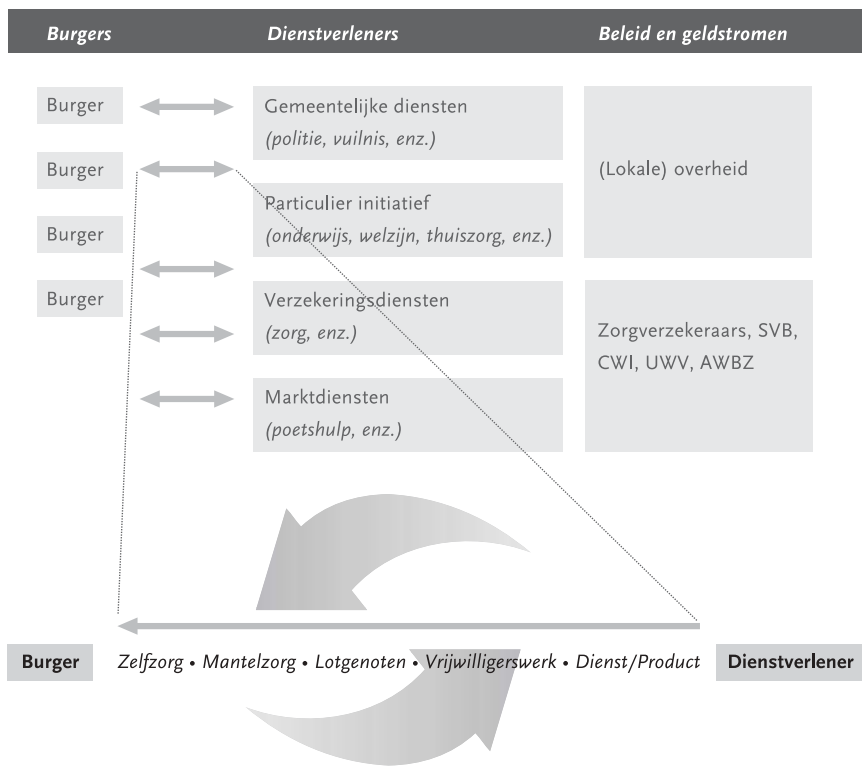 Burgers
Dienstverleners
Beleid en geldstromen
Burger
Burger
Burger
Burger
Gemeentelijke diensten
(politie, vuilnis, enz.)
Particulier initiatief
(onderwijs, welzijn, thuiszorg, enz.)
Verzekeringsdiensten
(zorg, enz.)
Marktdiensten
(poetshulp, enz.)
(Lokale) overheid
Zorgverzekeraars, SVB,
CWI, UWV, AWBZ
Burger
Zelfzorg • Mantelzorg • Lotgenoten • Vrijwilligerswerk • Dienst/Product
Dienstverlener